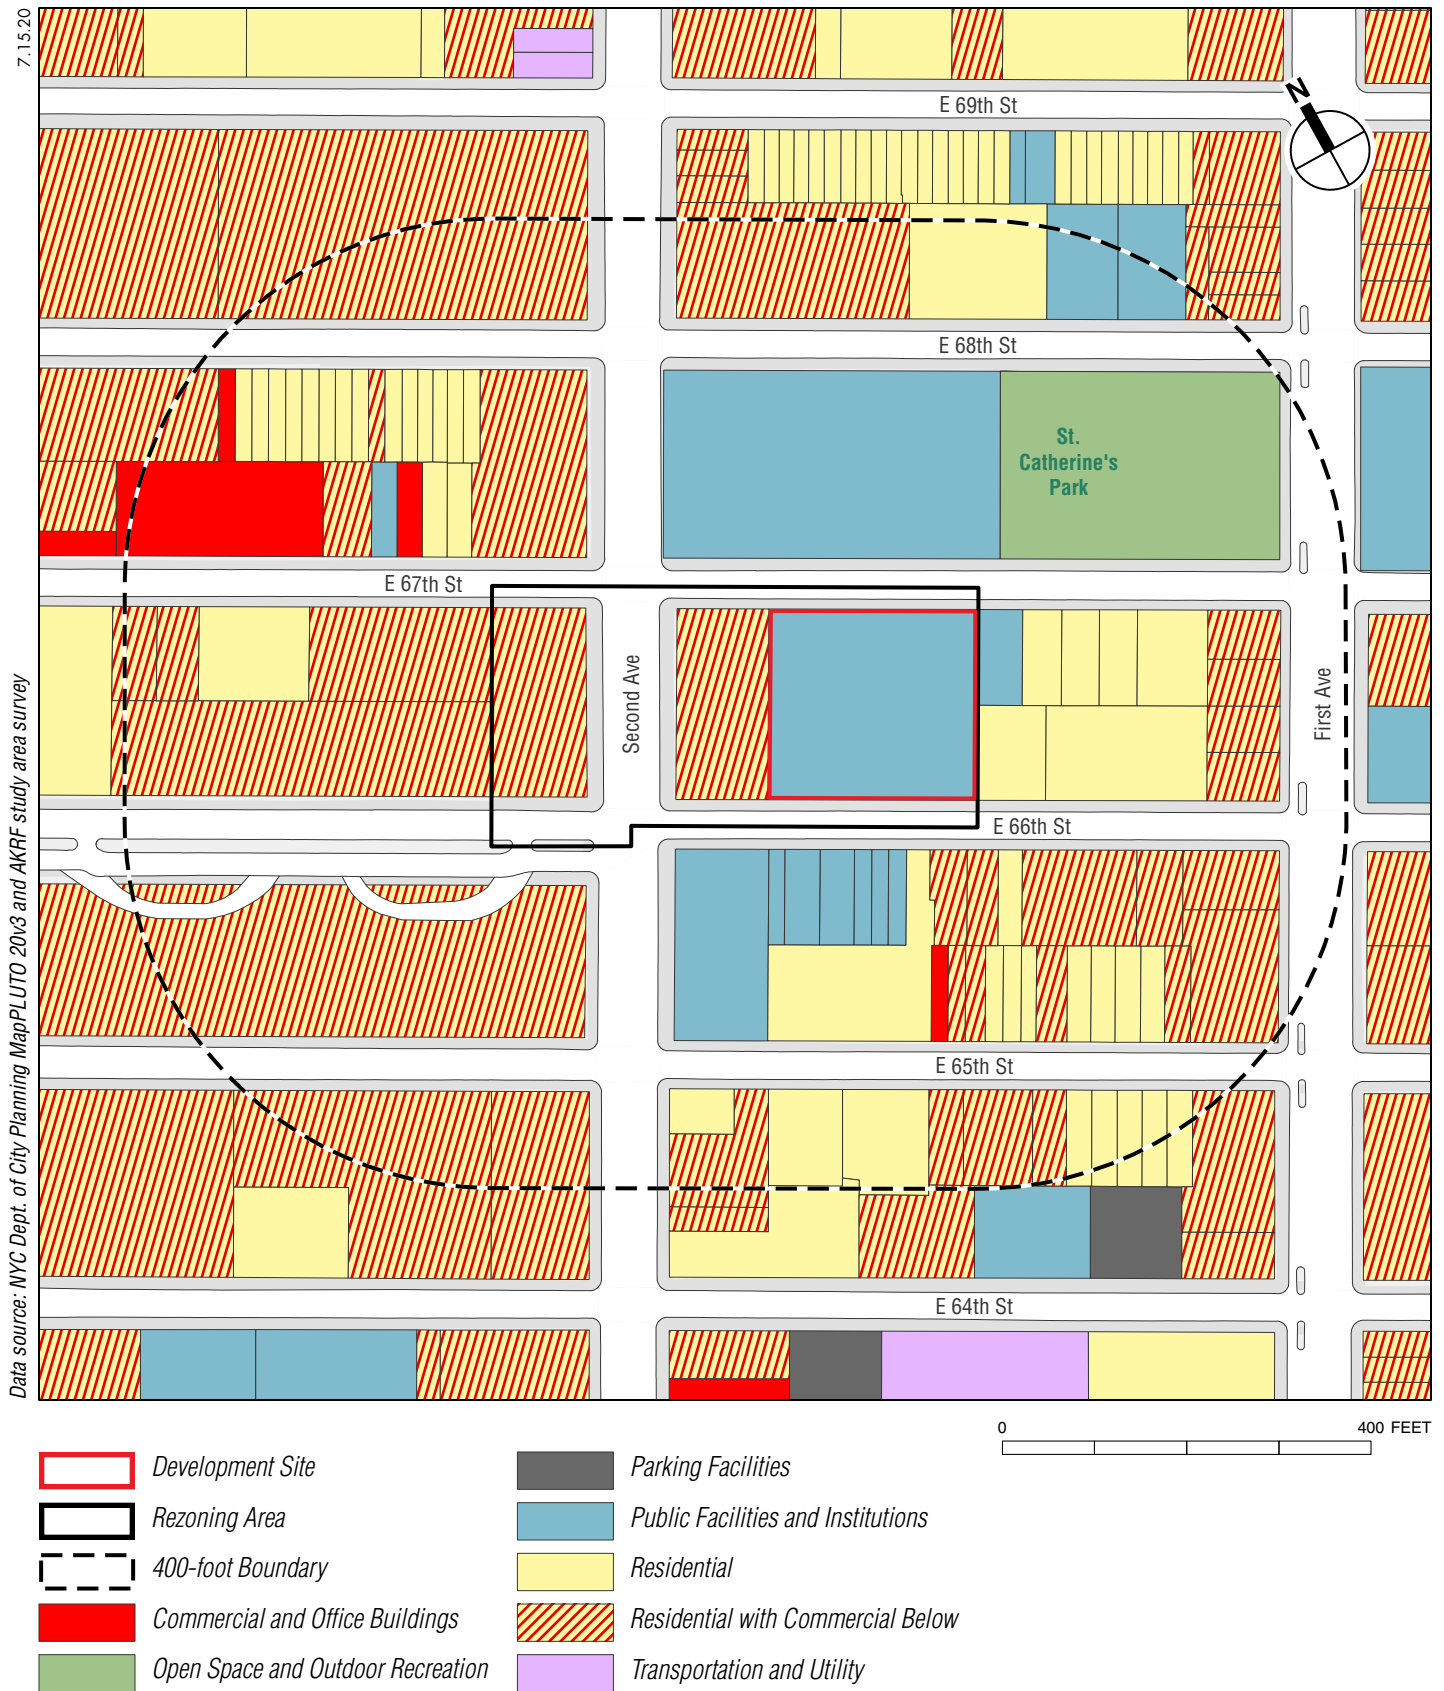 7.15.20
E 69th St
N
E 68th St
St.
Catherine's
Park
E 67th St
Second Ave
First Ave
E 66th St
E 65th St
E 64th St
Data source: NYC Dept. of City Planning MapPLUTO 20v3 and AKRF study area survey
0 400 FEET
Development Site
Rezoning Area
400-foot Boundary
Commercial and Office Buildings
Open Space and Outdoor Recreation
Parking Facilities
Public Facilities and Institutions
Residential
Residential with Commercial Below
Transportation and Utility